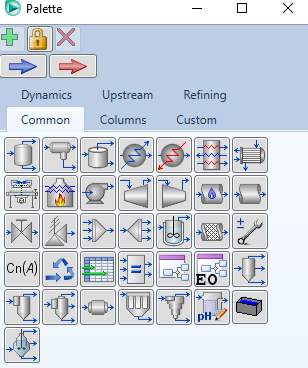 Palette
Dynamics Upstream Refining
Common Columns Custom
Cn(A)
EO
pH